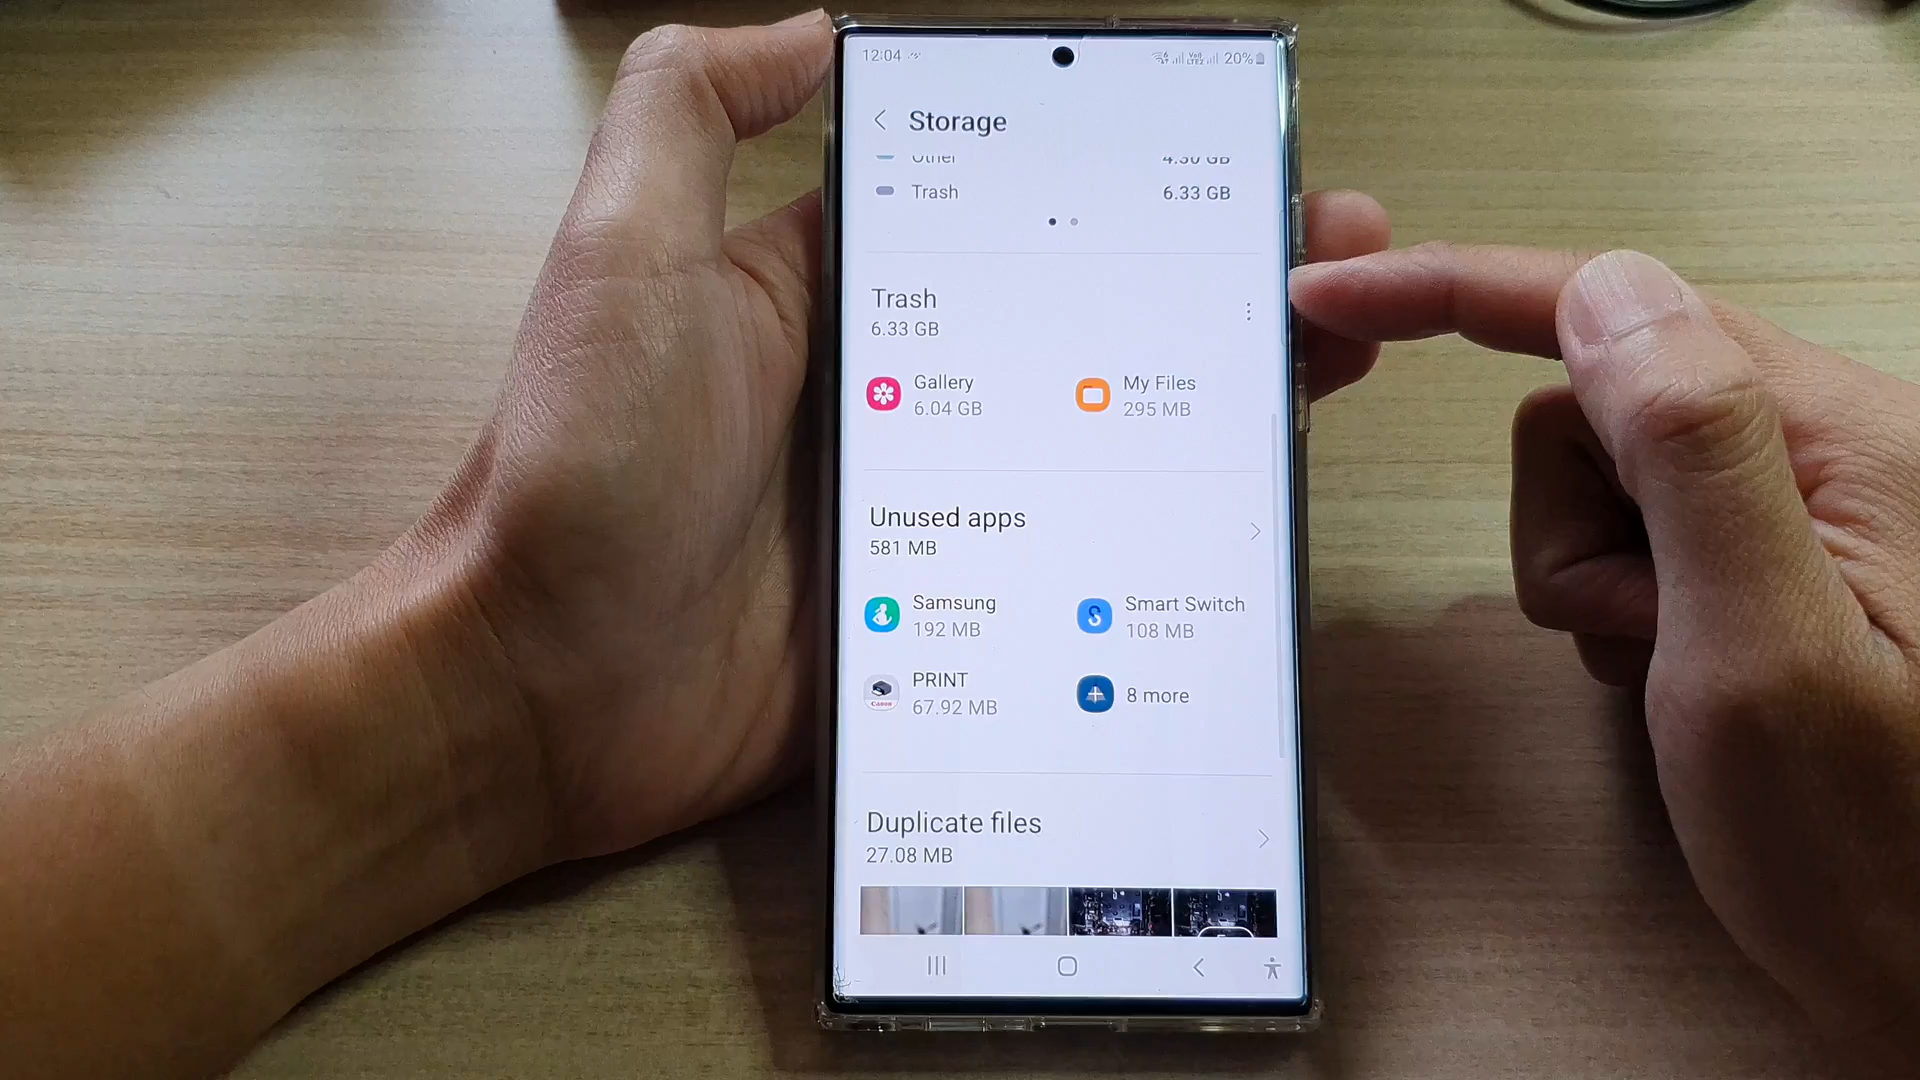 12:04 20%
Storage
Other 4.30 GB
Trash 6.33 GB
Trash
6.33 GB
Gallery
6.04 GB
My Files
295 MB
Unused apps
581 MB
Samsung
192 MB
Smart Switch
108 MB
PRINT
67.92 MB
Canon
8 more
Duplicate files
27.08 MB